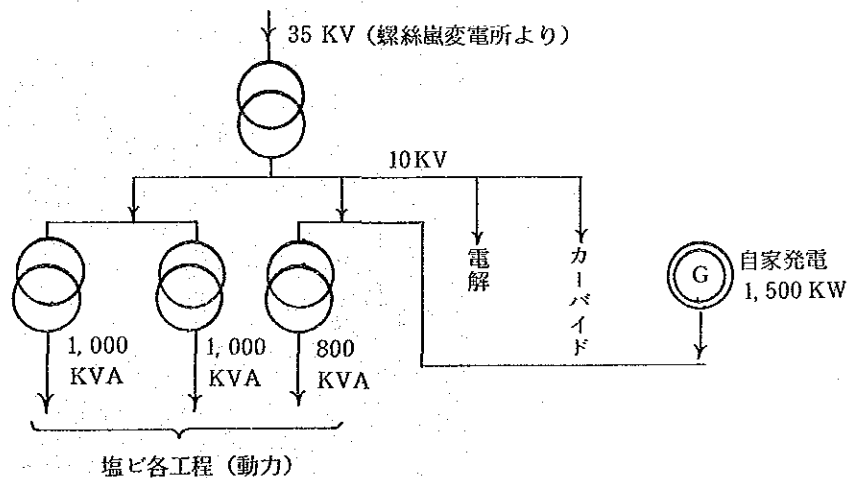 35 KV (螺絲嵐変電所より)
10KV
電解
カーバイド
G
自家発電
1, 500 KW
1, 000
KVA
1, 000
KVA
800
KVA
塩ビ各工程 (動力)